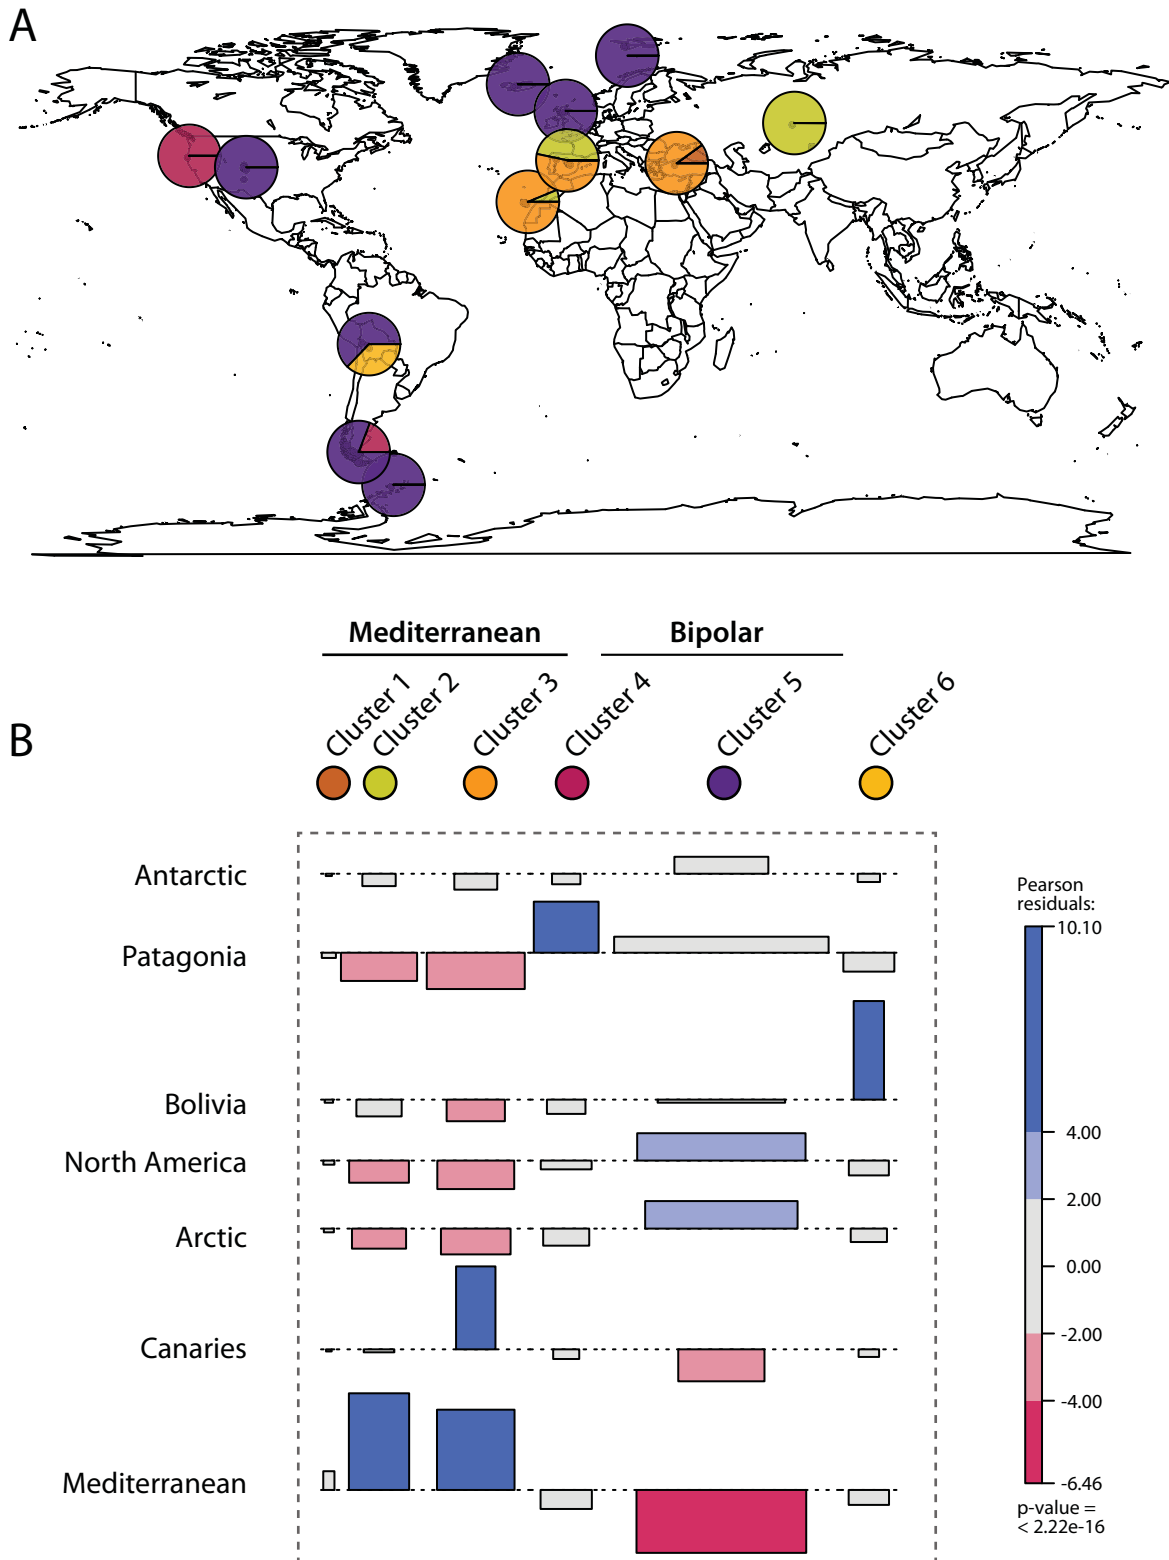 A
Mediterranean Bipolar
Cluster 1 Cluster 2 Cluster 3 Cluster 4 Cluster 5 Cluster 6
B
Antarctic
Patagonia
Bolivia
North America
Arctic
Canaries
Mediterranean
Pearson
residuals:
10.10
4.00
2.00
0.00
-2.00
-4.00
-6.46
p-value =
< 2.22e-16